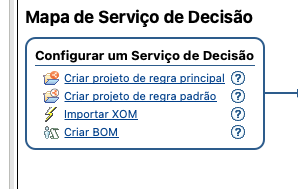 Mapa de Serviço de Decisão
Configurar um Serviço de Decisão
Criar projeto de regra principal ?
Criar projeto de regra padrão ?
Importar XOM ?
Criar BOM ?